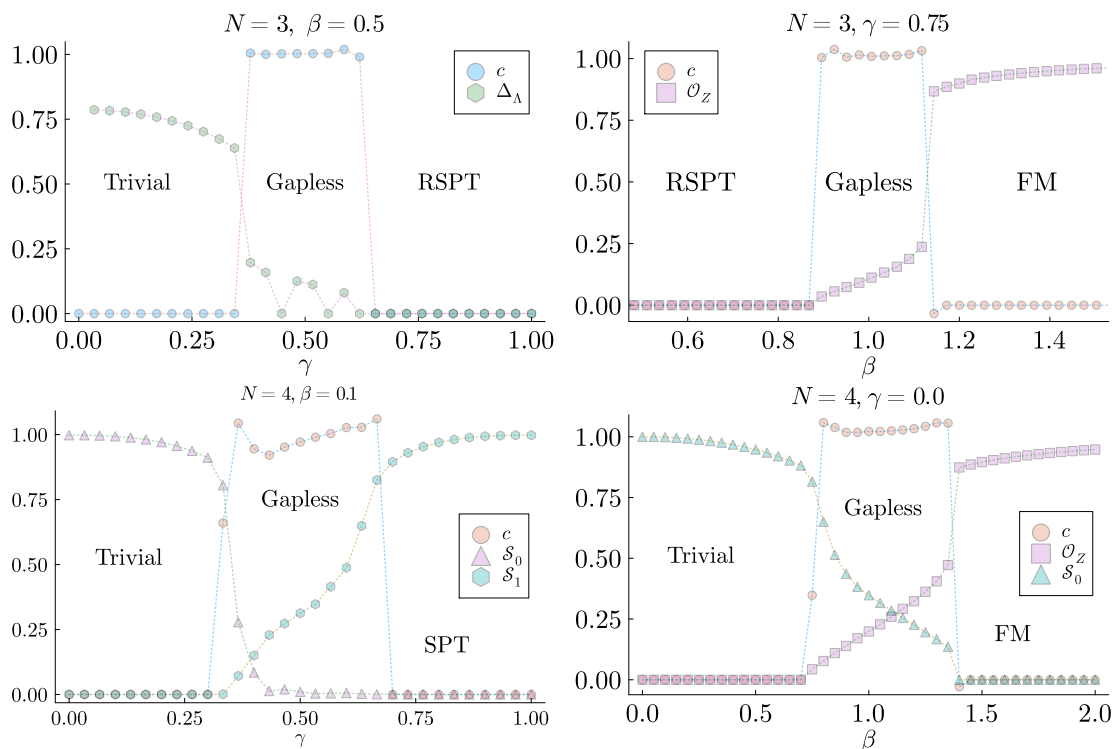 N = 3, β = 0.5
1.00
0.75
0.50
0.25
0.00
c
Δ_Λ
Trivial
Gapless
RSPT
0.00
0.25
0.50
0.75
1.00
γ
N = 3, γ = 0.75
1.00
0.75
0.50
0.25
0.00
c
𝒪_Z
RSPT
Gapless
FM
0.6
0.8
1.0
1.2
1.4
β
N = 4, β = 0.1
1.00
0.75
0.50
0.25
0.00
Gapless
Trivial
c
𝒮_0
𝒮_1
SPT
0.00
0.25
0.50
0.75
1.00
γ
N = 4, γ = 0.0
1.00
0.75
0.50
0.25
0.00
Gapless
Trivial
c
𝒪_Z
𝒮_0
FM
0.0
0.5
1.0
1.5
2.0
β